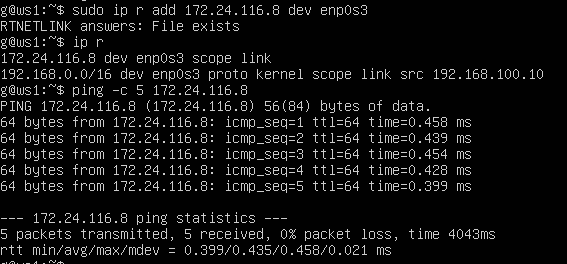 g@ws1:~$ sudo ip r add 172.24.116.8 dev enp0s3
RTNETLINK answers: File exists
g@ws1:~$ ip r
172.24.116.8 dev enp0s3 scope link
192.168.0.0/16 dev enp0s3 proto kernel scope link src 192.168.100.10
g@ws1:~$ ping -c 5 172.24.116.8
PING 172.24.116.8 (172.24.116.8) 56(84) bytes of data.
64 bytes from 172.24.116.8: icmp_seq=1 ttl=64 time=0.458 ms
64 bytes from 172.24.116.8: icmp_seq=2 ttl=64 time=0.439 ms
64 bytes from 172.24.116.8: icmp_seq=3 ttl=64 time=0.454 ms
64 bytes from 172.24.116.8: icmp_seq=4 ttl=64 time=0.428 ms
64 bytes from 172.24.116.8: icmp_seq=5 ttl=64 time=0.399 ms

--- 172.24.116.8 ping statistics ---
5 packets transmitted, 5 received, 0% packet loss, time 4043ms
rtt min/avg/max/mdev = 0.399/0.435/0.458/0.021 ms